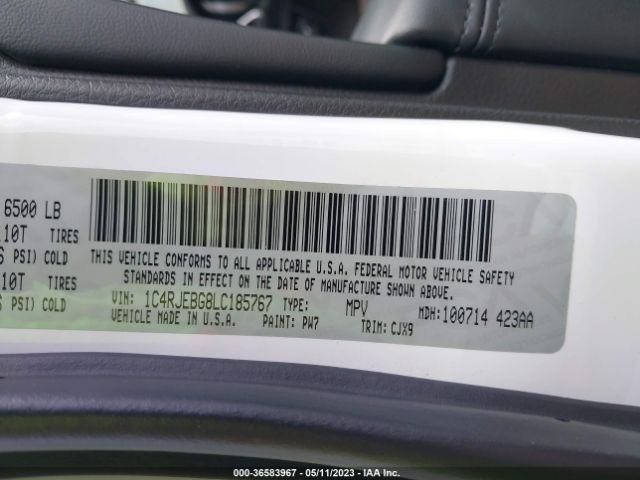 6500 LB
10T TIRES
PSI) COLD
10T TIRES
PSI) COLD
THIS VEHICLE CONFORMS TO ALL APPLICABLE U.S.A. FEDERAL MOTOR VEHICLE SAFETY
STANDARDS IN EFFECT ON THE DATE OF MANUFACTURE SHOWN ABOVE.
VIN: 1C4RJEBG8LC185767 TYPE: MPV MDH:100714 423AA
VEHICLE MADE IN U.S.A. PAINT: PW7 TRIM: CJX9
000-36583967 - 05/11/2023 - IAAI.COM